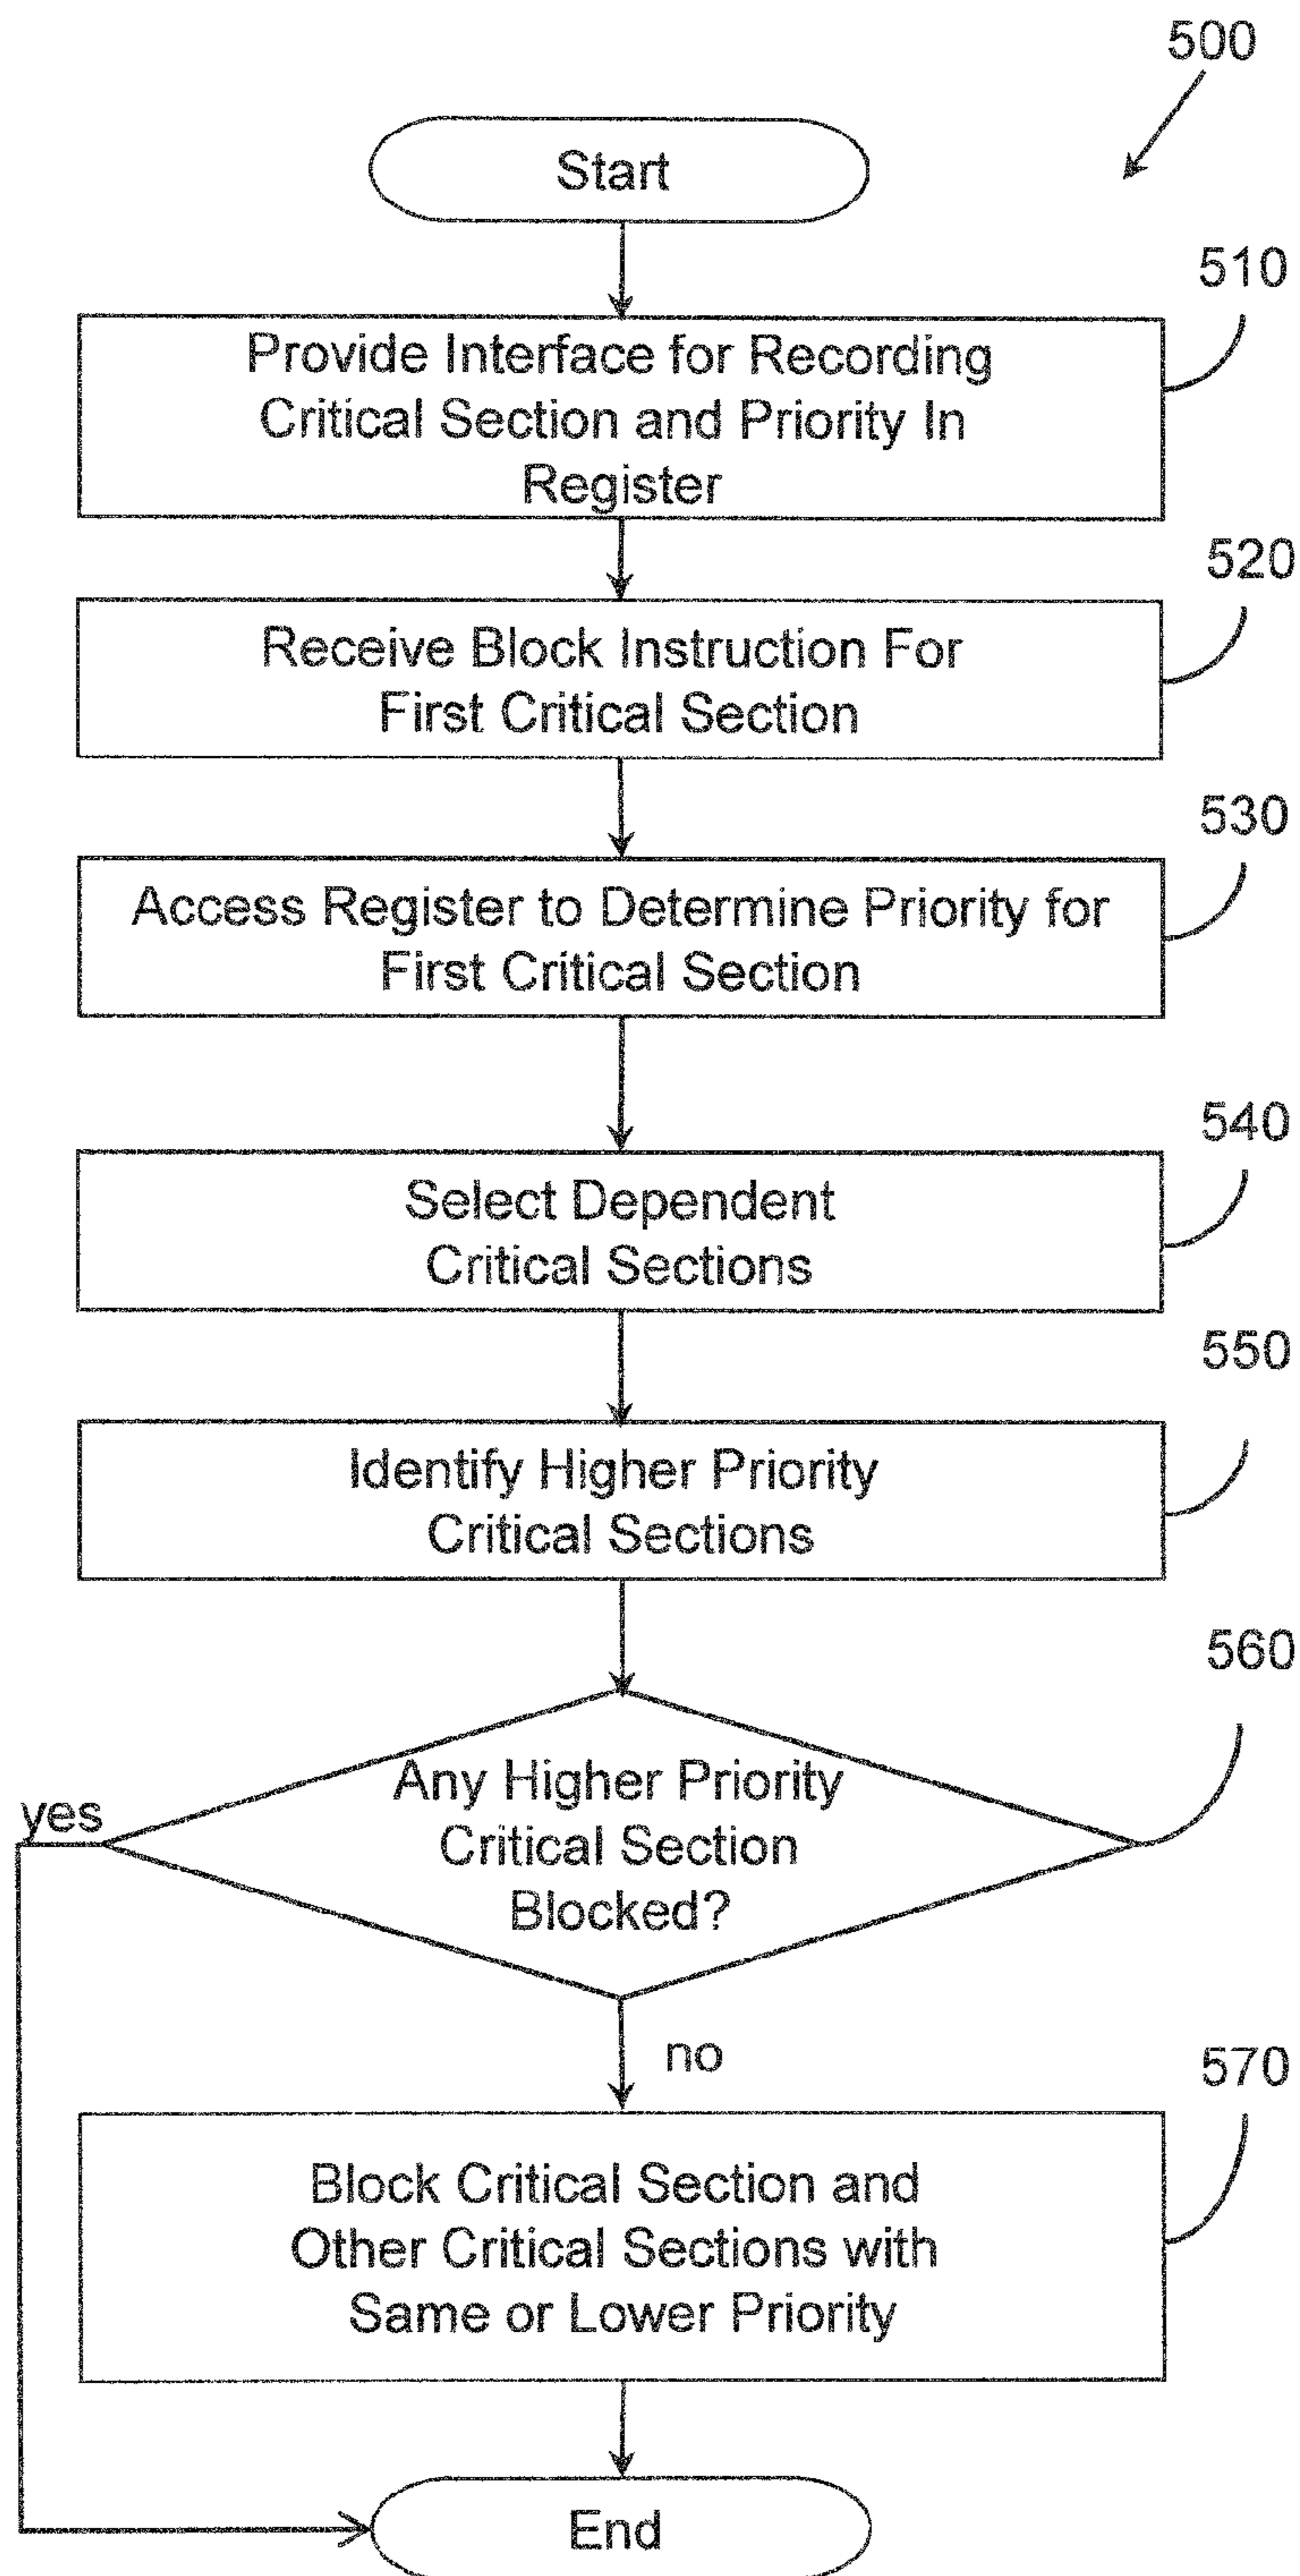 500
Start
510
Provide Interface for Recording
Critical Section and Priority In
Register
520
Receive Block Instruction For
First Critical Section
530
Access Register to Determine Priority for
First Critical Section
540
Select Dependent
Critical Sections
550
Identify Higher Priority
Critical Sections
560
Any Higher Priority
Critical Section
Blocked?
yes
no
570
Block Critical Section and
Other Critical Sections with
Same or Lower Priority
End